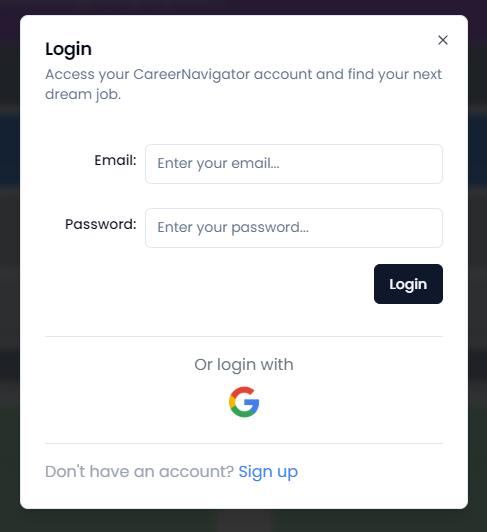 Login
Access your CareerNavigator account and find your next
dream job.
Email: Enter your email...
Password: Enter your password...
Login
Or login with
Don't have an account? Sign up